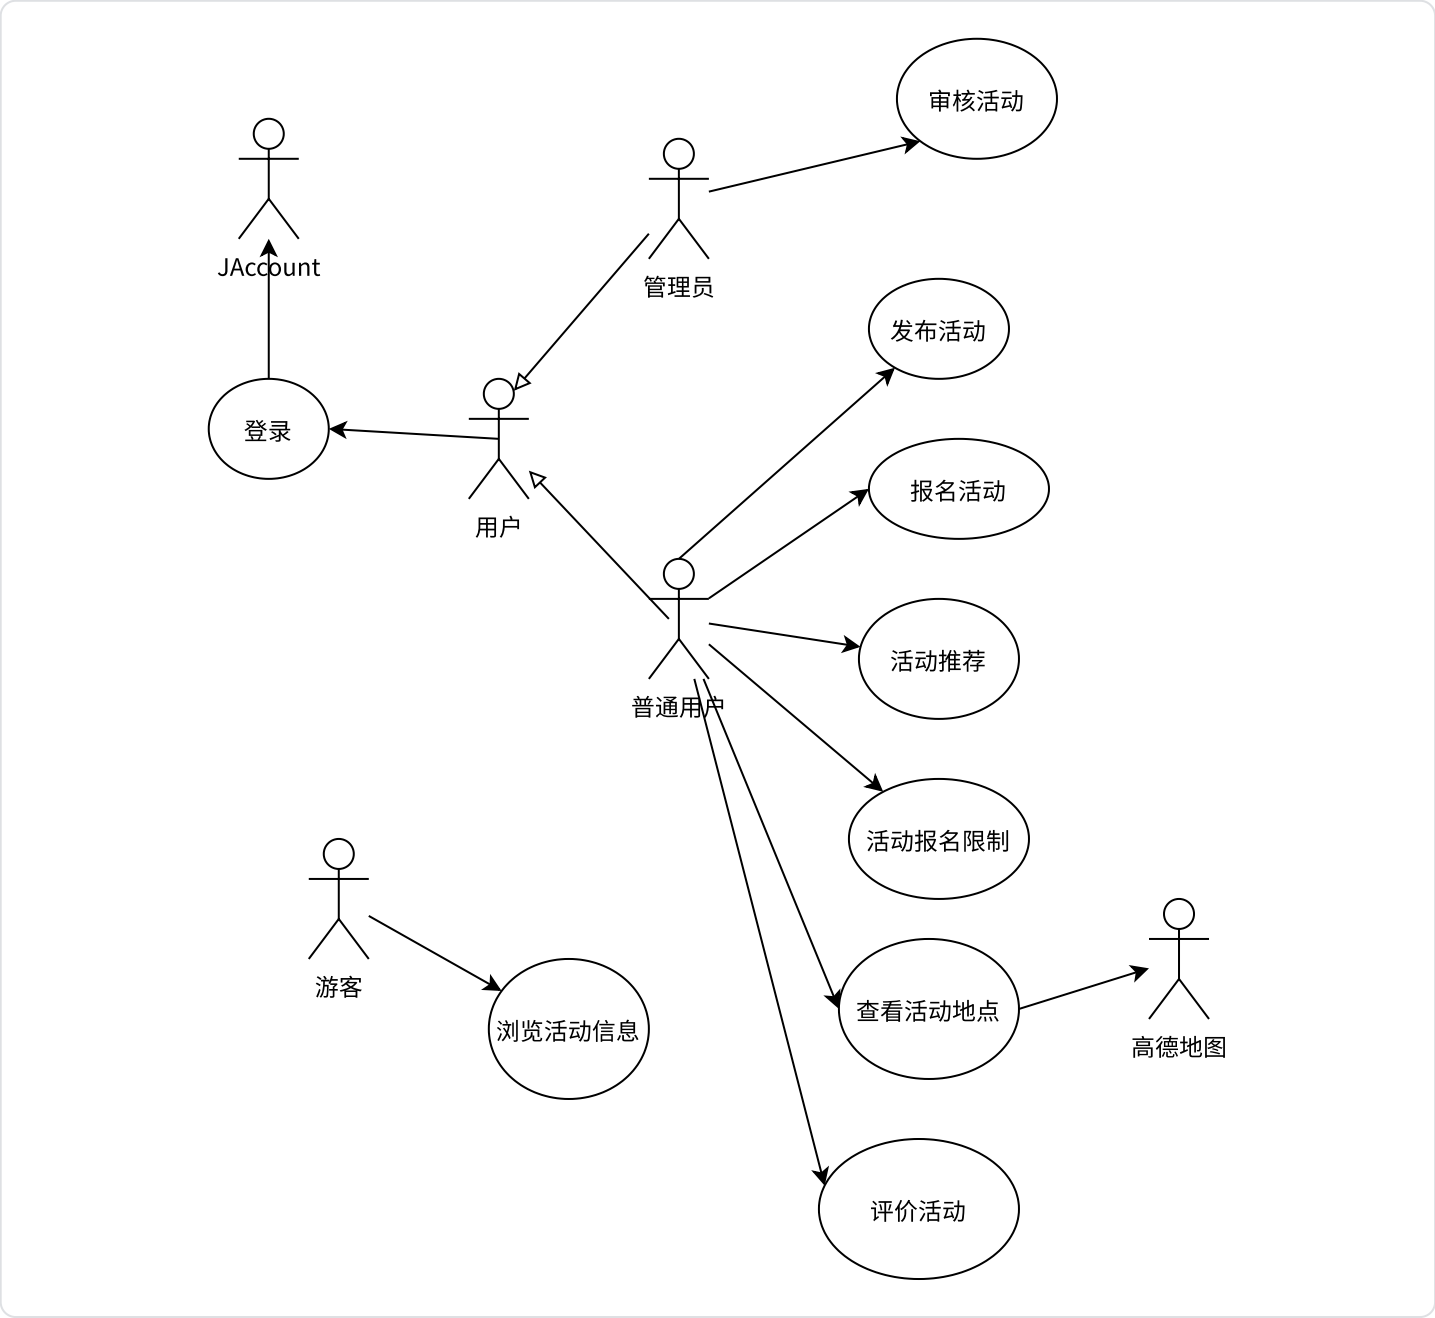 审核活动
JAccount
管理员
发布活动
登录
报名活动
用户
活动推荐
普通用户
活动报名限制
游客
查看活动地点
浏览活动信息
高德地图
评价活动